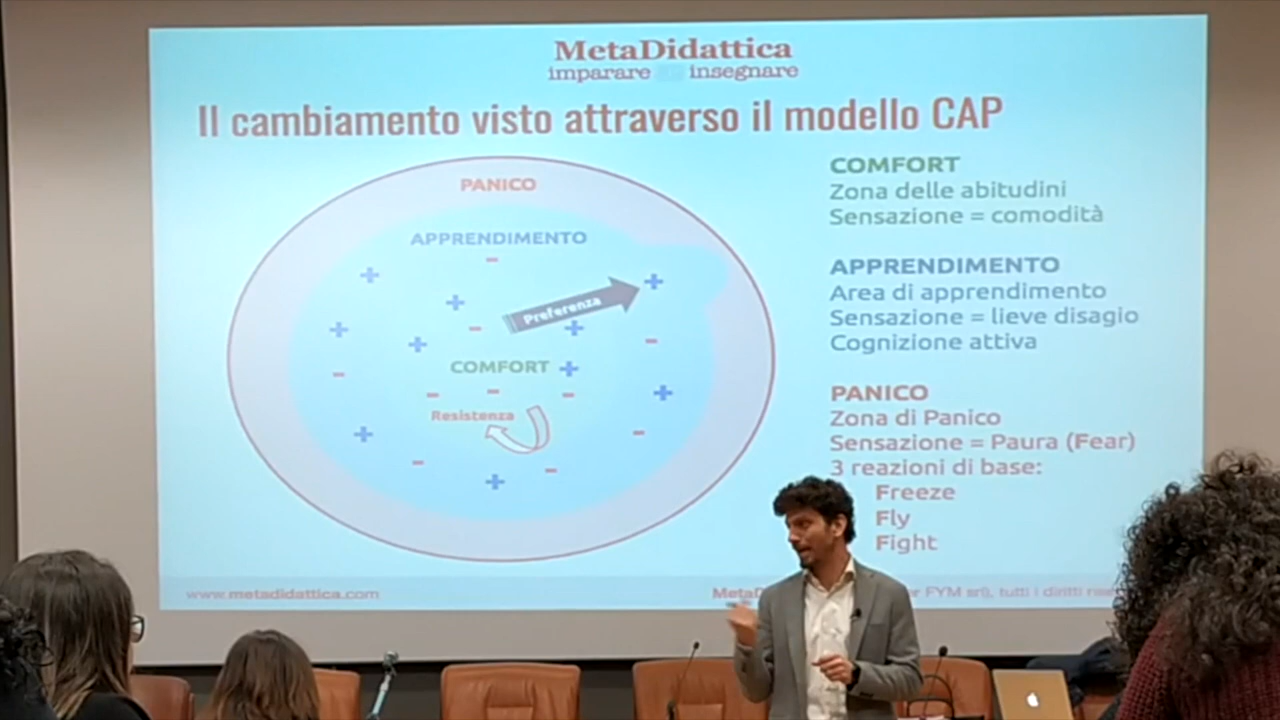 MetaDidattica
imparare ad insegnare
Il cambiamento visto attraverso il modello CAP
PANICO
APPRENDIMENTO
Preferenza
COMFORT
Resistenza
COMFORT
Zona delle abitudini
Sensazione = comodità
APPRENDIMENTO
Area di apprendimento
Sensazione = lieve disagio
Cognizione attiva
PANICO
Zona di Panico
Sensazione = Paura (Fear)
3 reazioni di base:
Freeze
Fly
Fight
www.metadidattica.com
FYM srl), tutti i diritti